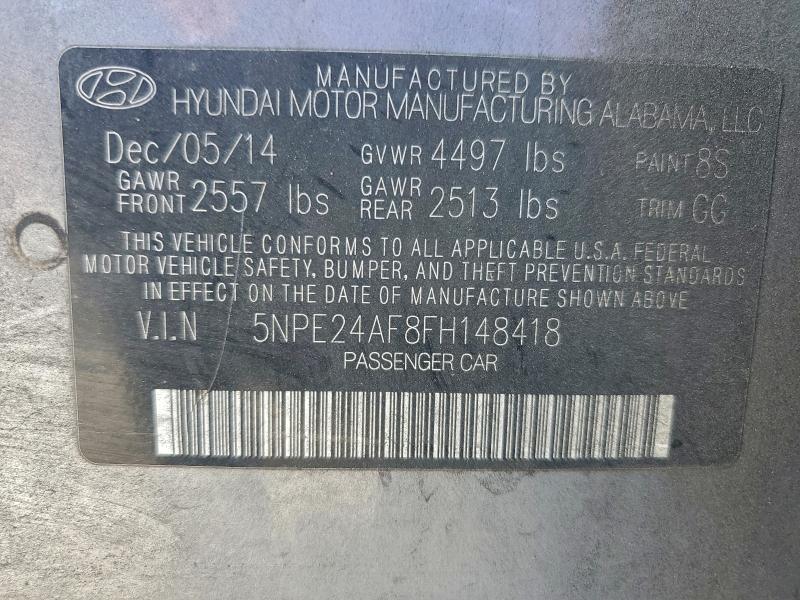 MANUFACTURED BY
HYUNDAI MOTOR MANUFACTURING ALABAMA, LLC
Dec/05/14 GVWR 4497 lbs PAINT 8S
GAWR FRONT 2557 lbs GAWR REAR 2513 lbs TRIM GG
THIS VEHICLE CONFORMS TO ALL APPLICABLE U.S.A. FEDERAL
MOTOR VEHICLE SAFETY, BUMPER, AND THEFT PREVENTION STANDARDS
IN EFFECT ON THE DATE OF MANUFACTURE SHOWN ABOVE
V.I.N 5NPE24AF8FH148418
PASSENGER CAR